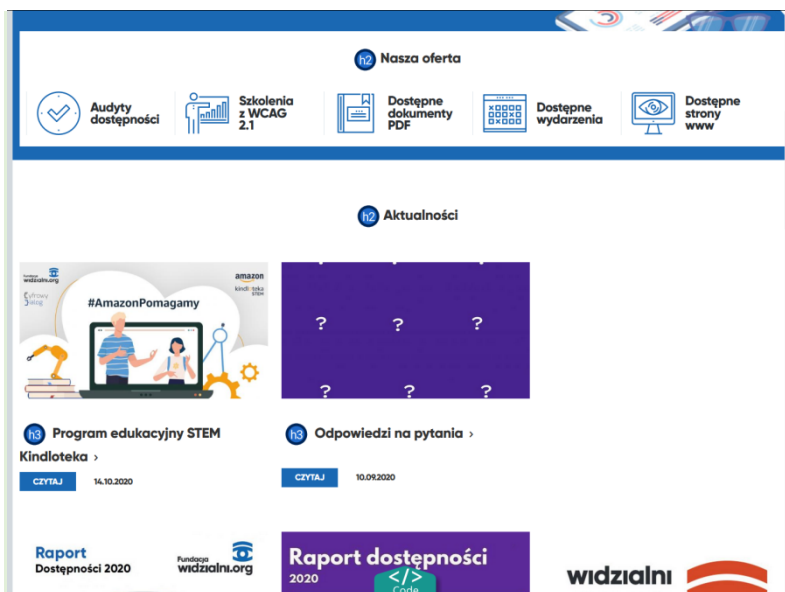 h2 Nasza oferta
Audyty
dostępności
Szkolenia
z WCAG
2.1
Dostępne
dokumenty
PDF
Dostępne
wydarzenia
Dostępne
strony
www
h2 Aktualności
Fundacja
widzialni.org
Cyfrowy
Dialog
amazon
kindloteka
STEM
#AmazonPomagamy
? ? ?
? ? ?
h3 Program edukacyjny STEM
Kindloteka ›
CZYTAJ 14.10.2020
h3 Odpowiedzi na pytania ›
CZYTAJ 10.09.2020
Raport
Dostępności 2020
Fundacja
widzialni.org
Raport dostępności
2020
</>
Code
widzialni